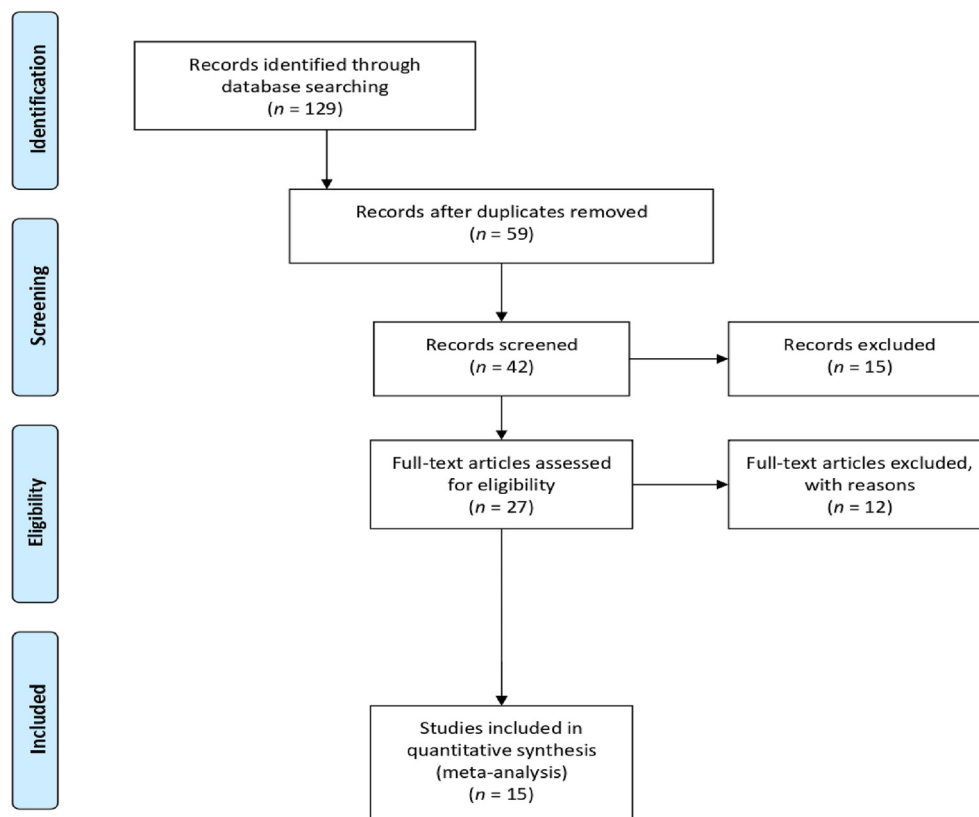 Identification
Records identified through
database searching
(n = 129)
Records after duplicates removed
(n = 59)
Screening
Records screened
(n = 42)
Records excluded
(n = 15)
Eligibility
Full-text articles assessed
for eligibility
(n = 27)
Full-text articles excluded,
with reasons
(n = 12)
Included
Studies included in
quantitative synthesis
(meta-analysis)
(n = 15)